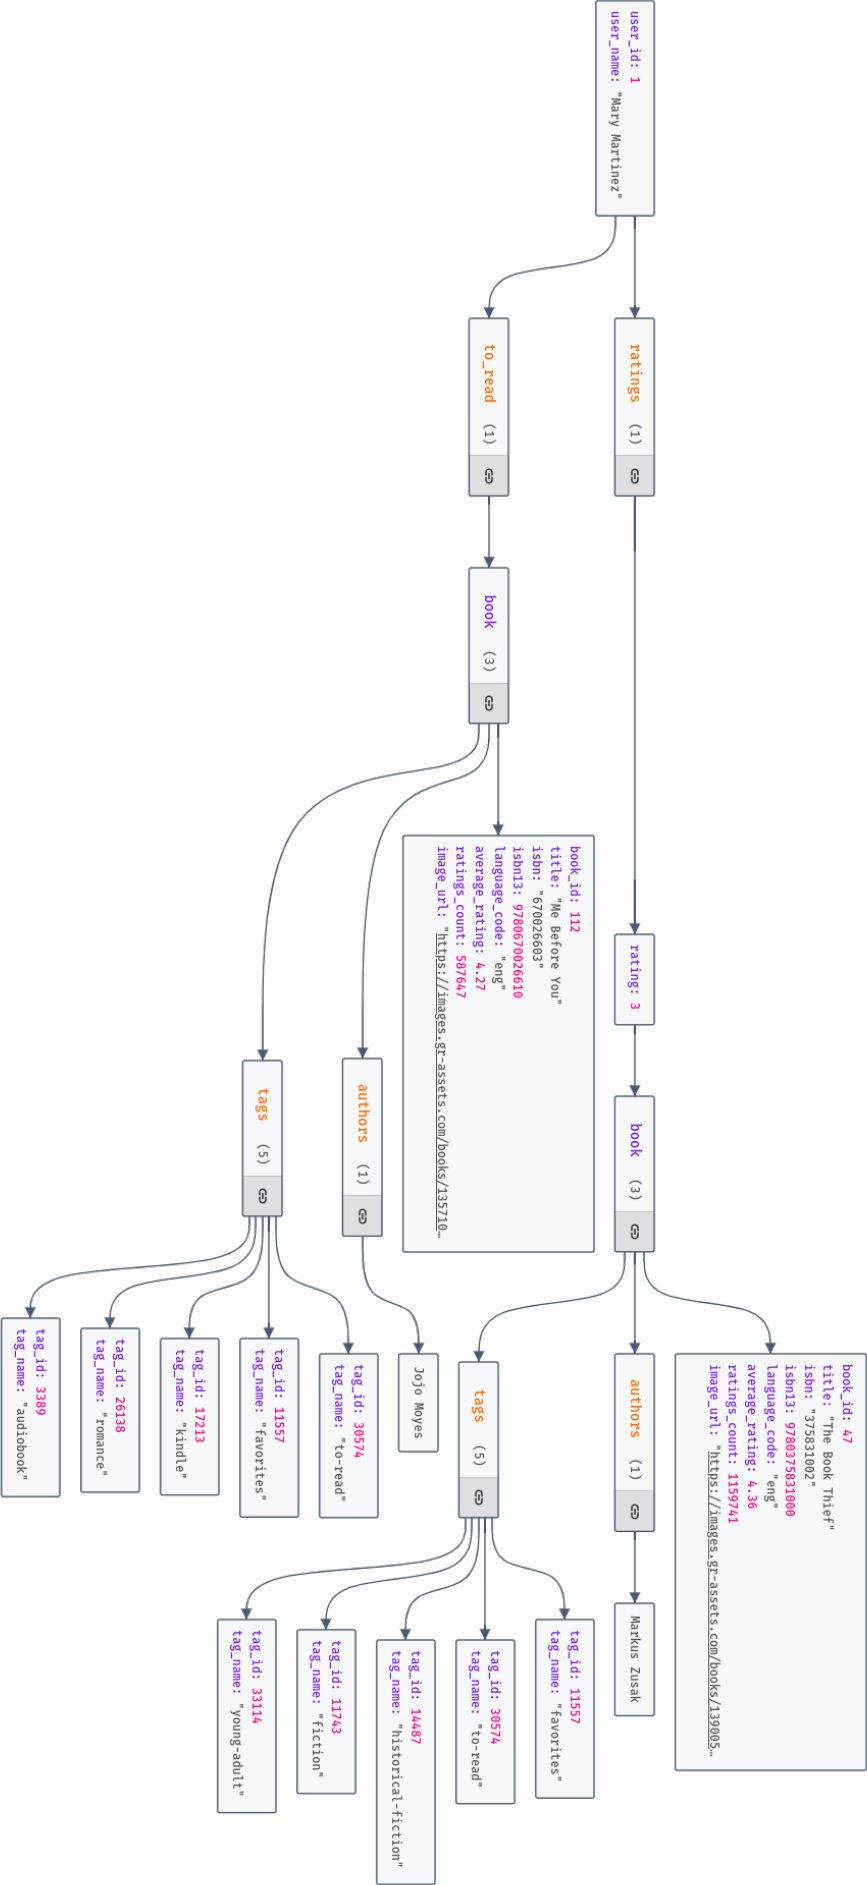 user_id: 1
user_name: "Mary Martinez"
ratings (1)
rating: 3
book (3)
book_id: 47
title: "The Book Thief"
isbn: "375831002"
isbn13: 9780375831000
language_code: "eng"
average_rating: 4.36
ratings_count: 1159741
image_url: "https://images.gr-assets.com/books/139005…
authors (1)
Markus Zusak
tags (5)
tag_id: 11557
tag_name: "favorites"
tag_id: 30574
tag_name: "to-read"
tag_id: 14487
tag_name: "historical-fiction"
tag_id: 11743
tag_name: "fiction"
tag_id: 33114
tag_name: "young-adult"
to_read (1)
book (3)
book_id: 112
title: "Me Before You"
isbn: "670026603"
isbn13: 9780670026610
language_code: "eng"
average_rating: 4.27
ratings_count: 587647
image_url: "https://images.gr-assets.com/books/135710…
authors (1)
Jojo Moyes
tags (5)
tag_id: 30574
tag_name: "to-read"
tag_id: 11557
tag_name: "favorites"
tag_id: 17213
tag_name: "kindle"
tag_id: 26138
tag_name: "romance"
tag_id: 3389
tag_name: "audiobook"